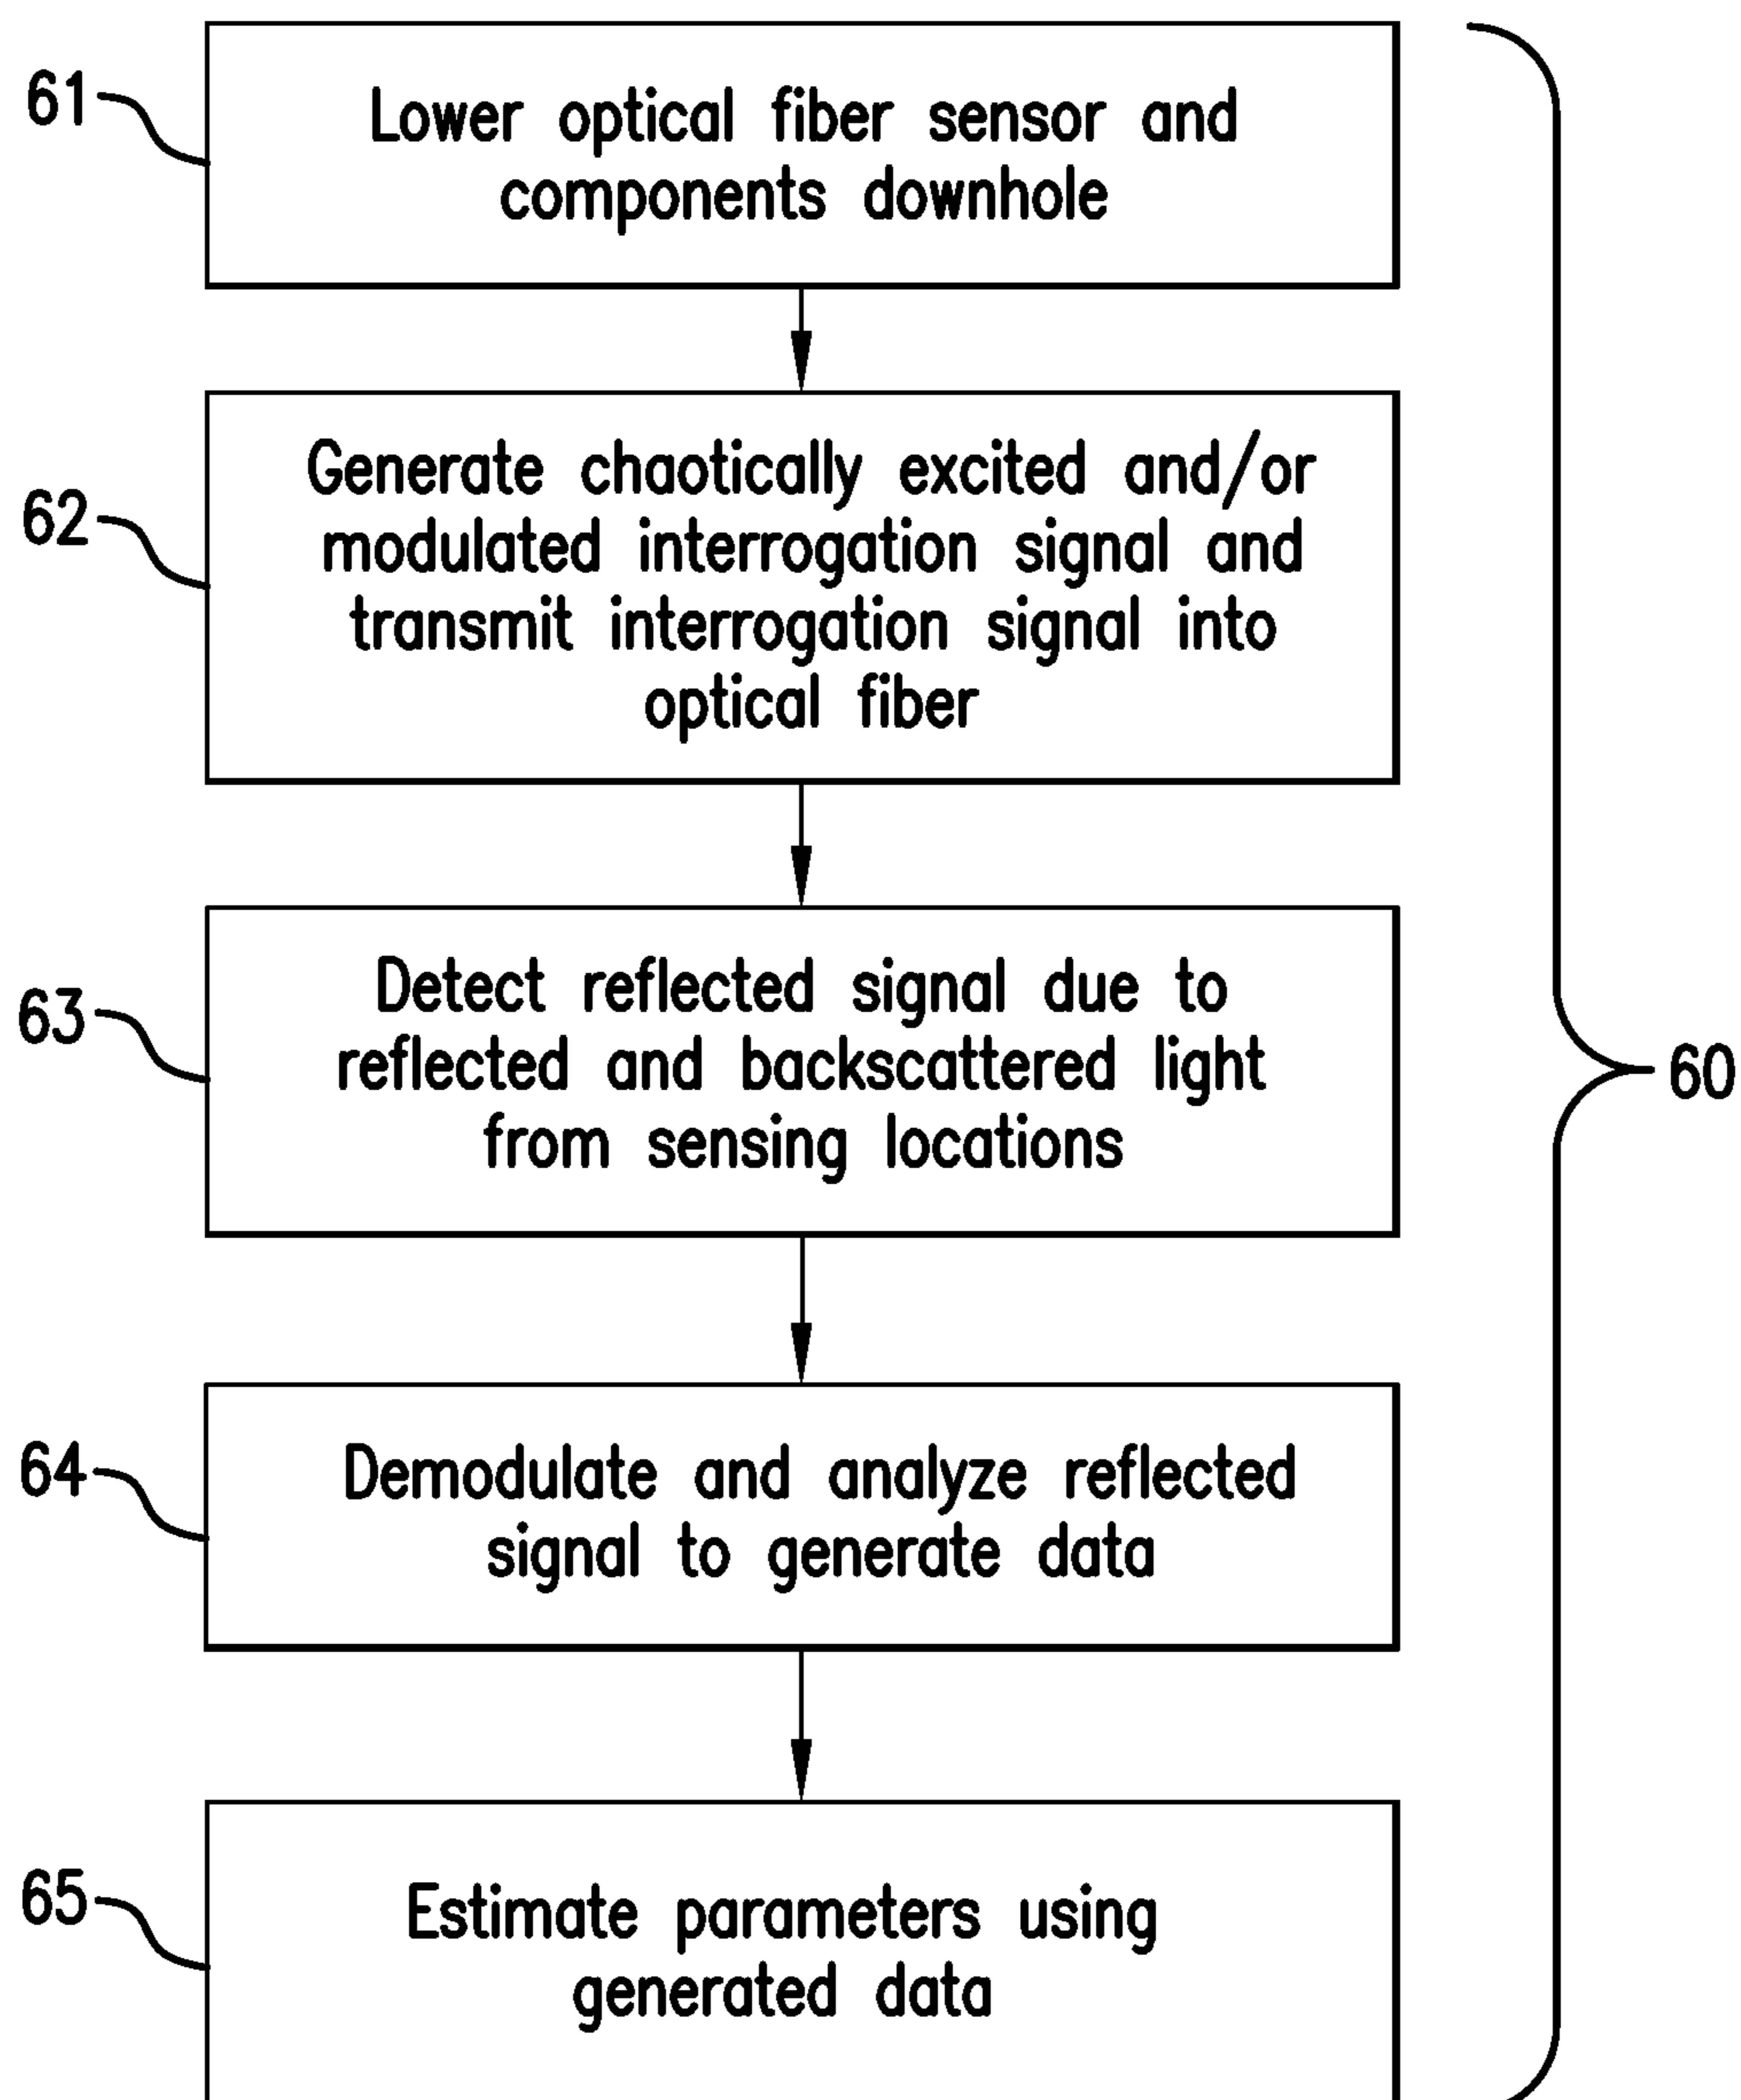 61
Lower optical fiber sensor and
components downhole
62
Generate chaotically excited and/or
modulated interrogation signal and
transmit interrogation signal into
optical fiber
63
Detect reflected signal due to
reflected and backscattered light
from sensing locations
60
64
Demodulate and analyze reflected
signal to generate data
65
Estimate parameters using
generated data